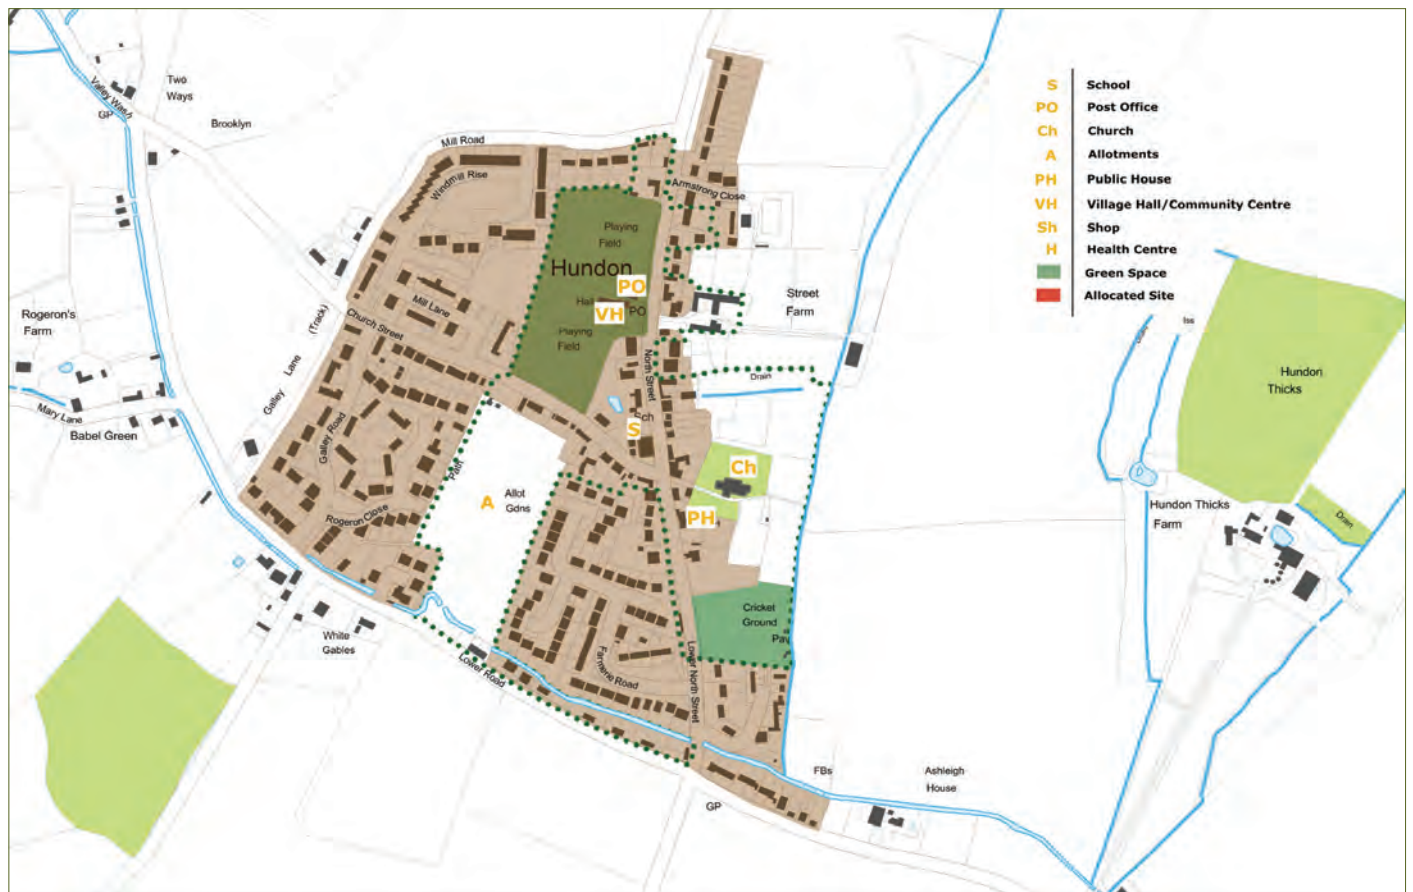 Two
Ways
Valley Wash
GP
Brooklyn
Mill Road
Windmill Rise
Armstrong Close
Playing
Field
Hundon
PO
Hall
VH
PO
Playing
Field
Mill Lane
Church Street
(Track)
Galley Lane
Rogeron's
Farm
Mary Lane
Babel Green
Galley Road
Rogeron Close
Path
A
Allot
Gdns
North Street
Sch
S
Street
Farm
Drain
Ch
PH
Cricket
Ground
Pav
White
Gables
Lower Road
Farmerie Road
Lower North Street
FBs
GP
Ashleigh
House
S School
PO Post Office
Ch Church
A Allotments
PH Public House
VH Village Hall/Community Centre
Sh Shop
H Health Centre
Green Space
Allocated Site
Iss
Hundon
Thicks
Hundon Thicks
Farm
Drain